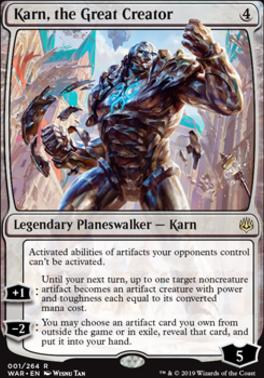 Karn, the Great Creator 4
Legendary Planeswalker — Karn
Activated abilities of artifacts your opponents control
can't be activated.
+1: Until your next turn, up to one target noncreature
artifact becomes an artifact creature with power
and toughness each equal to its converted
mana cost.
−2: You may choose an artifact card you own from
outside the game or in exile, reveal that card, and
put it into your hand.
5
001/264 R
WAR • EN Wisnu Tan
™ & © 2019 Wizards of the Coast